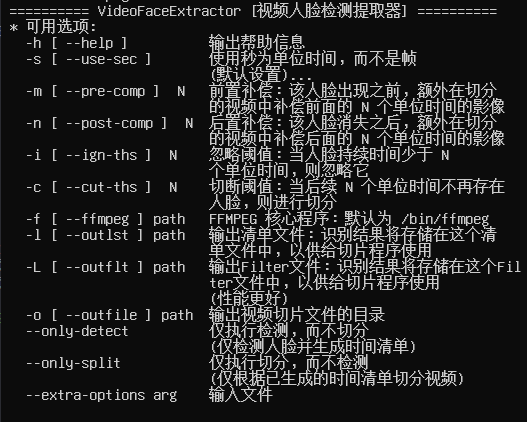 ========== VideoFaceExtractor [视频人脸检测提取器] ==========
* 可用选项:
-h [ --help ] 输出帮助信息
-s [ --use-sec ] 使用秒为单位时间，而不是帧
(默认设置)...
-m [ --pre-comp ] N 前置补偿：该人脸出现之前，额外在切分
的视频中补偿前面的 N 个单位时间的影像
-n [ --post-comp ] N 后置补偿：该人脸消失之后，额外在切分
的视频中补偿后面的 N 个单位时间的影像
-i [ --ign-ths ] N 忽略阈值：当人脸持续时间少于 N
个单位时间，则忽略它
-c [ --cut-ths ] N 切断阈值：当后续 N 个单位时间不再存在
人脸，则进行切分
-f [ --ffmpeg ] path FFMPEG 核心程序：默认为 /bin/ffmpeg
-l [ --outlst ] path 输出清单文件：识别结果将存储在这个清
单文件中，以供给切片程序使用
-L [ --outflt ] path 输出Filter文件：识别结果将存储在这个Fil
ter文件中，以供给切片程序使用
(性能更好)
-o [ --outfile ] path 输出视频切片文件的目录
--only-detect 仅执行检测，而不切分
(仅检测人脸并生成时间清单)
--only-split 仅执行切分，而不检测
(仅根据已生成的时间清单切分视频)
--extra-options arg 输入文件